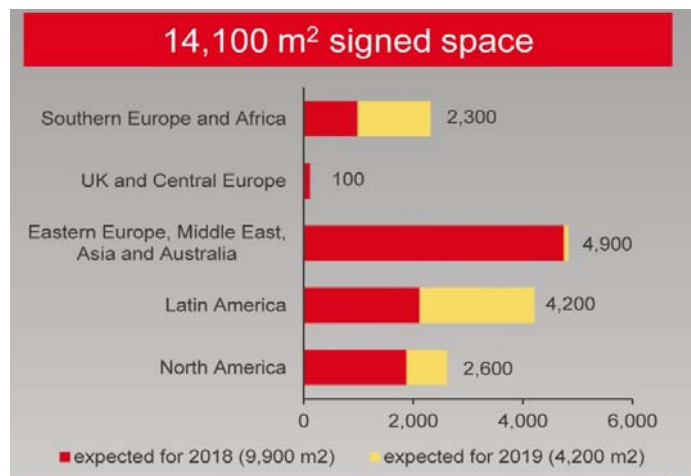 14,100 m² signed space
Southern Europe and Africa
2,300
UK and Central Europe
100
Eastern Europe, Middle East,
Asia and Australia
4,900
Latin America
4,200
North America
2,600
0 2,000 4,000 6,000
expected for 2018 (9,900 m2) expected for 2019 (4,200 m2)